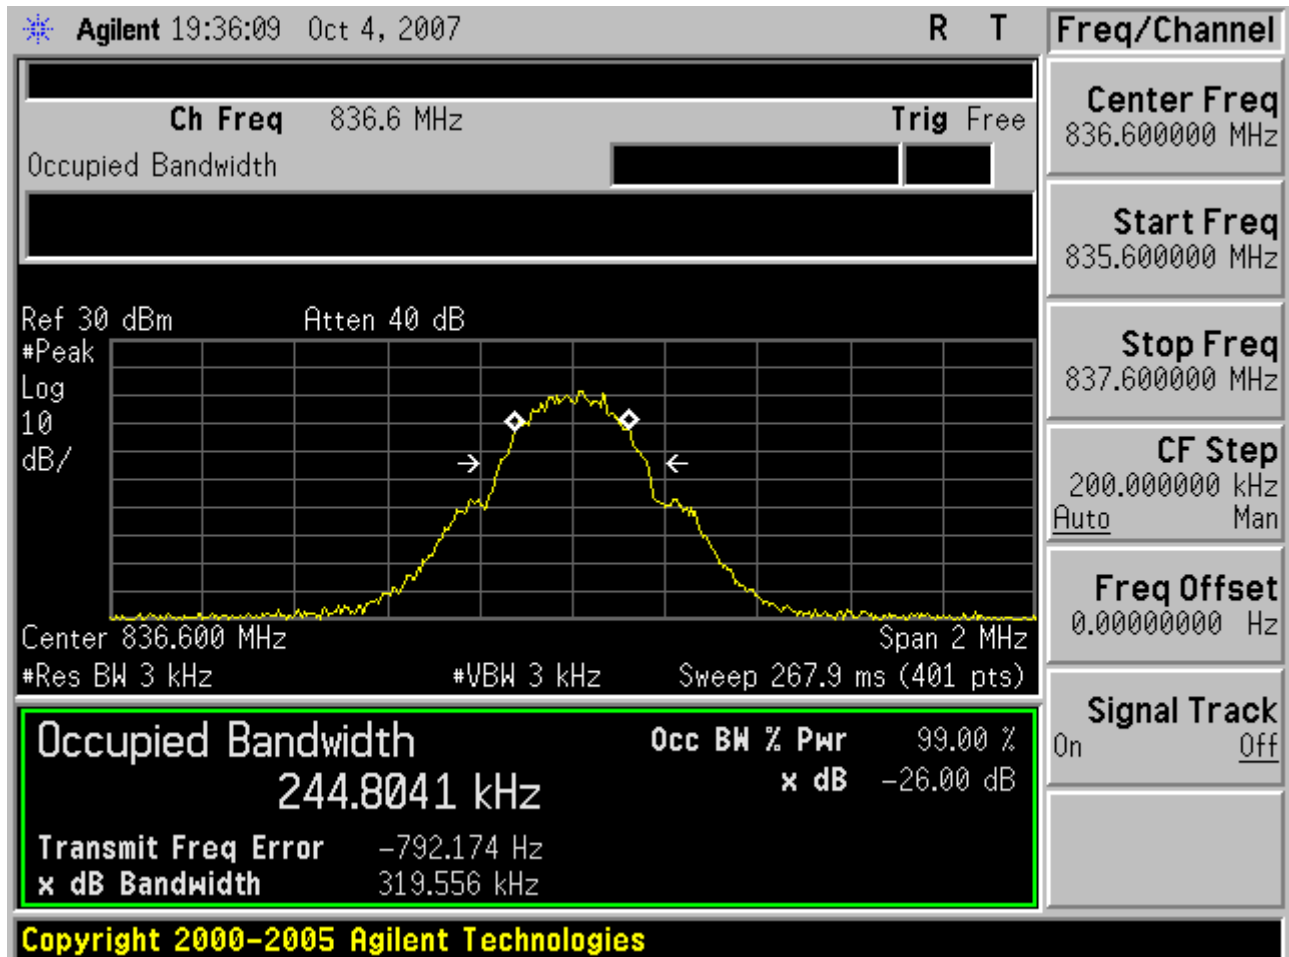 Agilent 19:36:09 Oct 4, 2007 R T
Freq/Channel
Ch Freq 836.6 MHz Trig Free
Occupied Bandwidth
Center Freq
836.600000 MHz
Start Freq
835.600000 MHz
Stop Freq
837.600000 MHz
CF Step
200.000000 kHz
Auto Man
Freq Offset
0.00000000 Hz
Signal Track
On Off
Ref 30 dBm Atten 40 dB
#Peak
Log
10
dB/
Center 836.600 MHz Span 2 MHz
#Res BW 3 kHz #VBW 3 kHz Sweep 267.9 ms (401 pts)
Occupied Bandwidth
244.8041 kHz
Occ BW % Pwr 99.00 %
x dB -26.00 dB
Transmit Freq Error -792.174 Hz
x dB Bandwidth 319.556 kHz
Copyright 2000-2005 Agilent Technologies